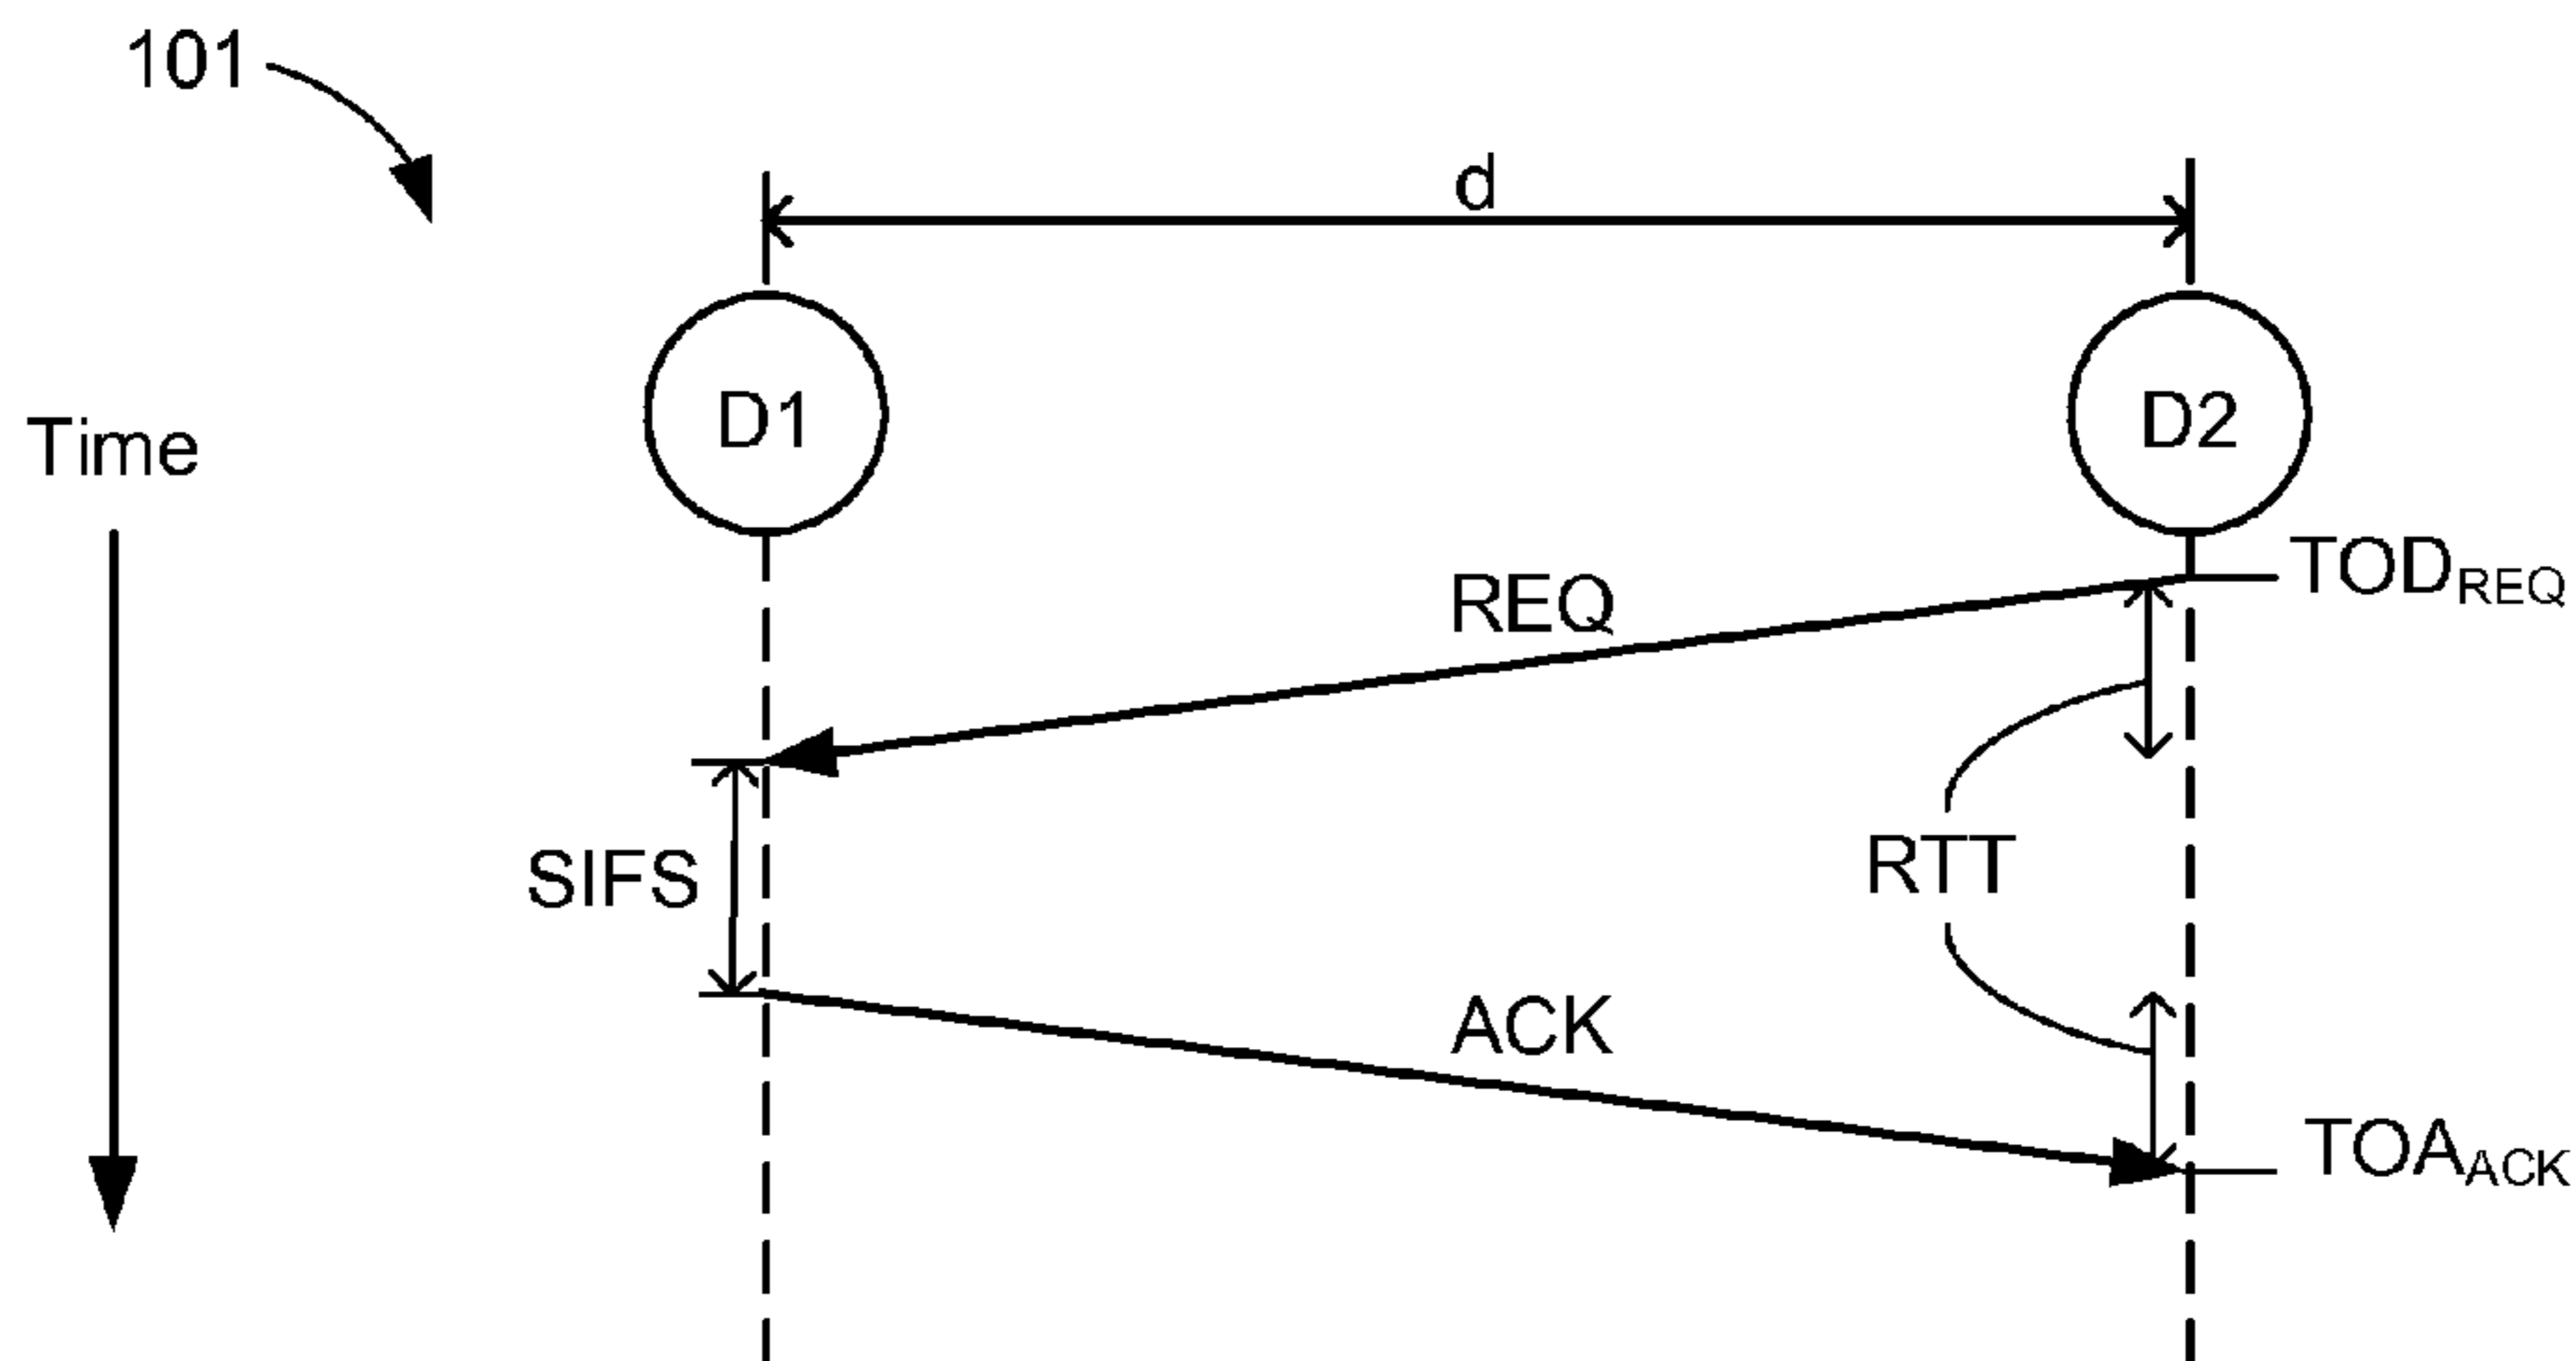 101
d
D1
D2
Time
TOD_REQ
REQ
SIFS
RTT
ACK
TOA_ACK